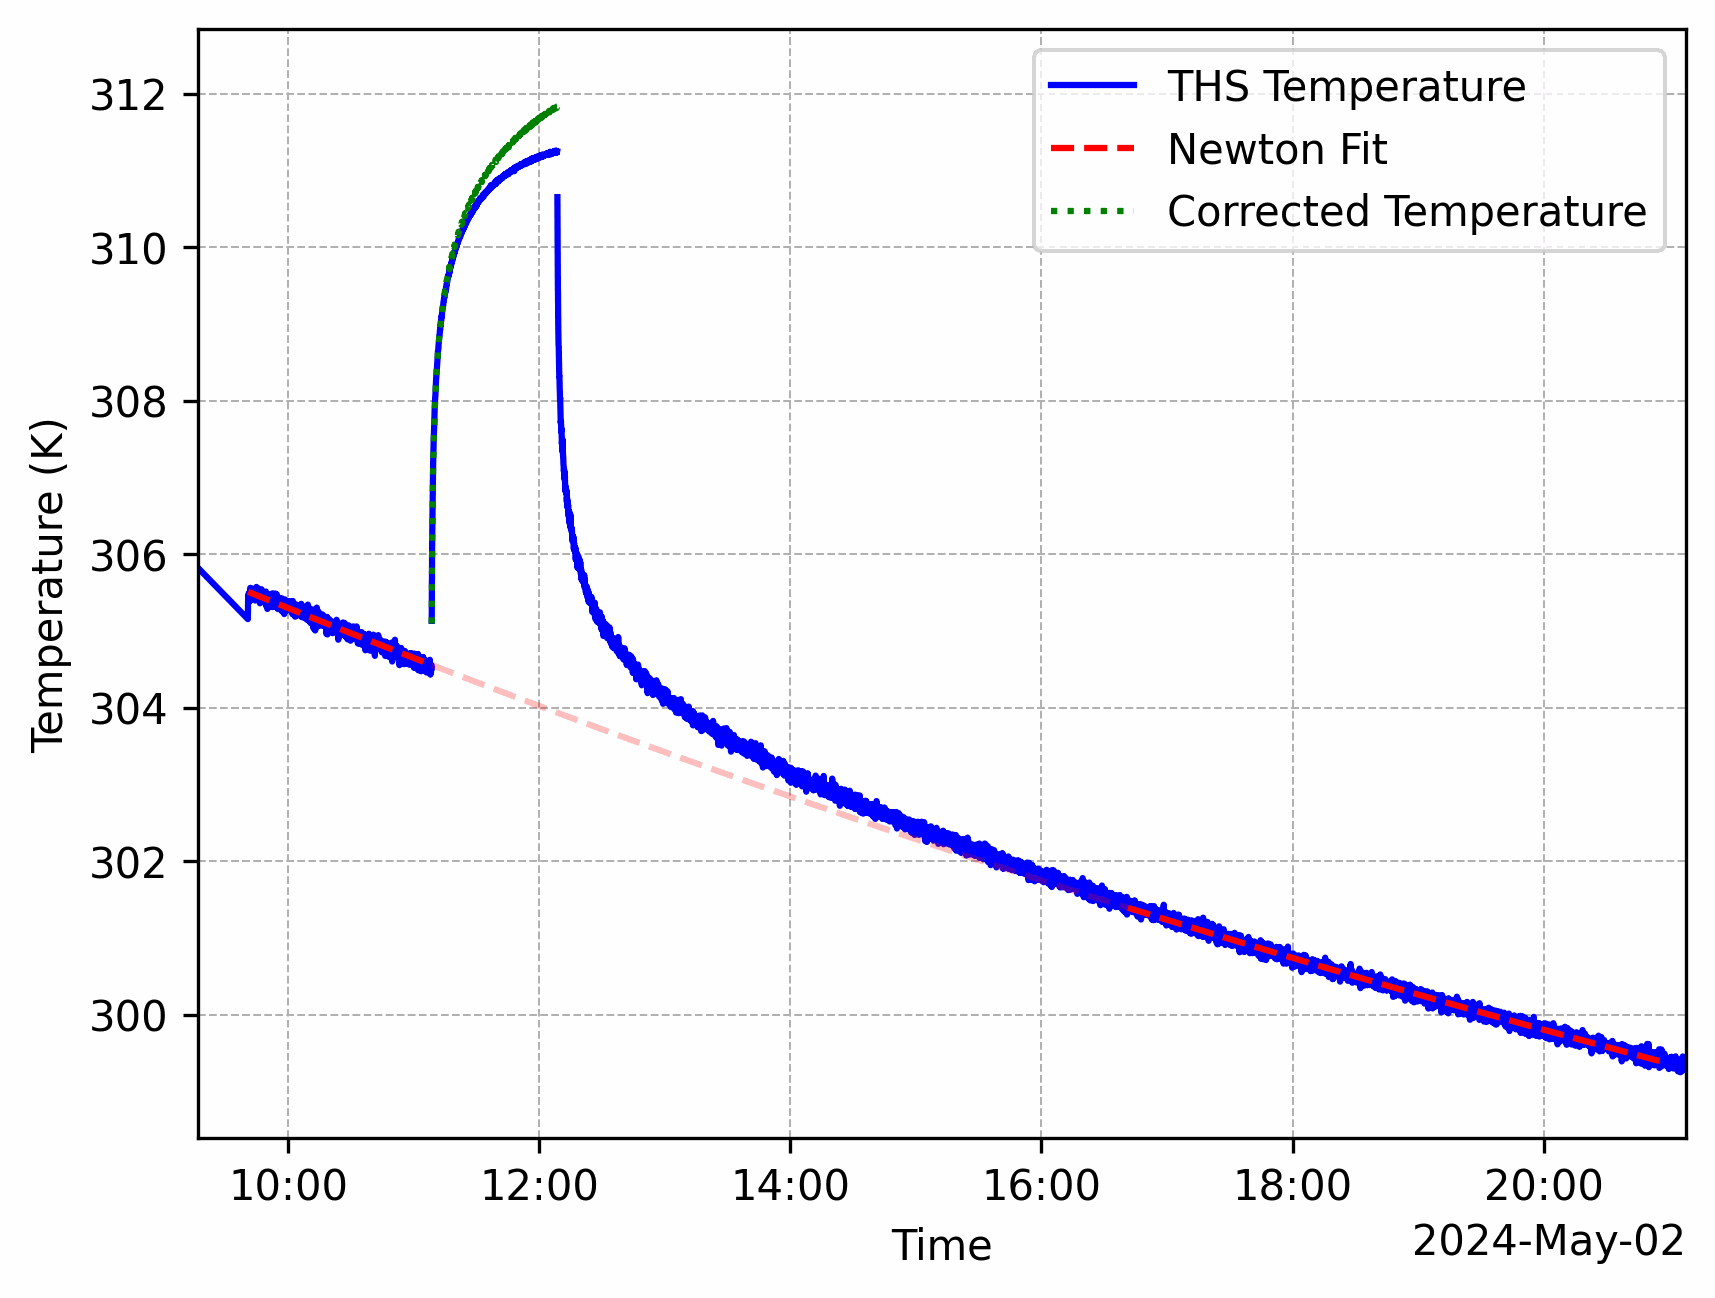 312
310
308
306
304
302
300
Temperature (K)
THS Temperature
Newton Fit
Corrected Temperature
10:00 12:00 14:00 16:00 18:00 20:00
Time
2024-May-02